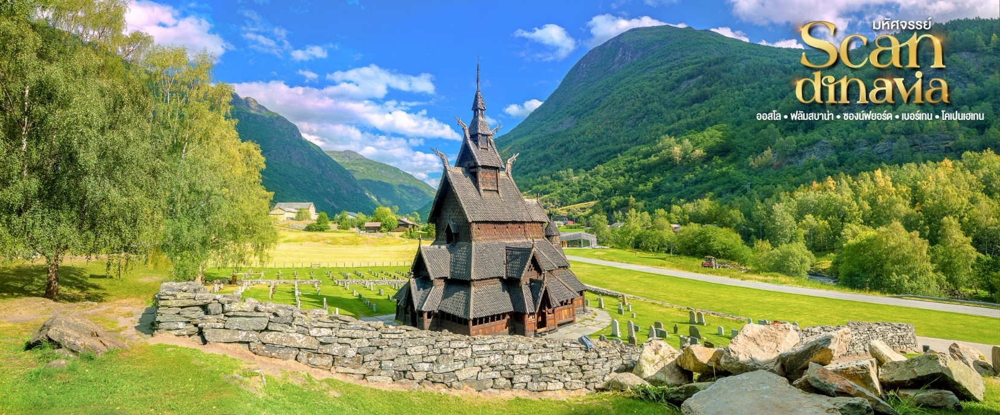 มหัศจรรย์
Scan
dinavia
ออสโล • ฟลัมสบาน่า • ซองน์ฟยอร์ด • เบอร์เกน • โคเปนเฮเกน